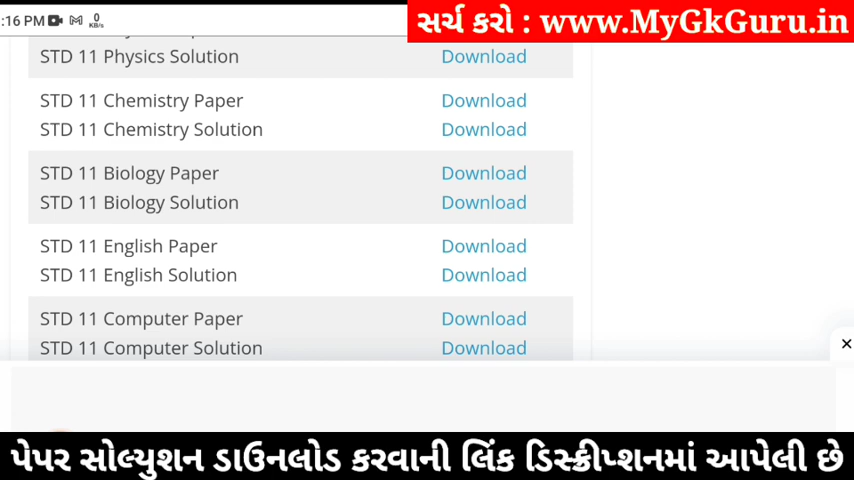 :16 PM 0 KB/s
સર્ચ કરો : www.MyGkGuru.in
STD 11 Physics Solution Download
STD 11 Chemistry Paper Download
STD 11 Chemistry Solution Download
STD 11 Biology Paper Download
STD 11 Biology Solution Download
STD 11 English Paper Download
STD 11 English Solution Download
STD 11 Computer Paper Download
STD 11 Computer Solution Download
પેપર સોલ્યુશન ડાઉનલોડ કરવાની લિંક ડિસ્ક્રીપ્શનમાં આપેલી છે